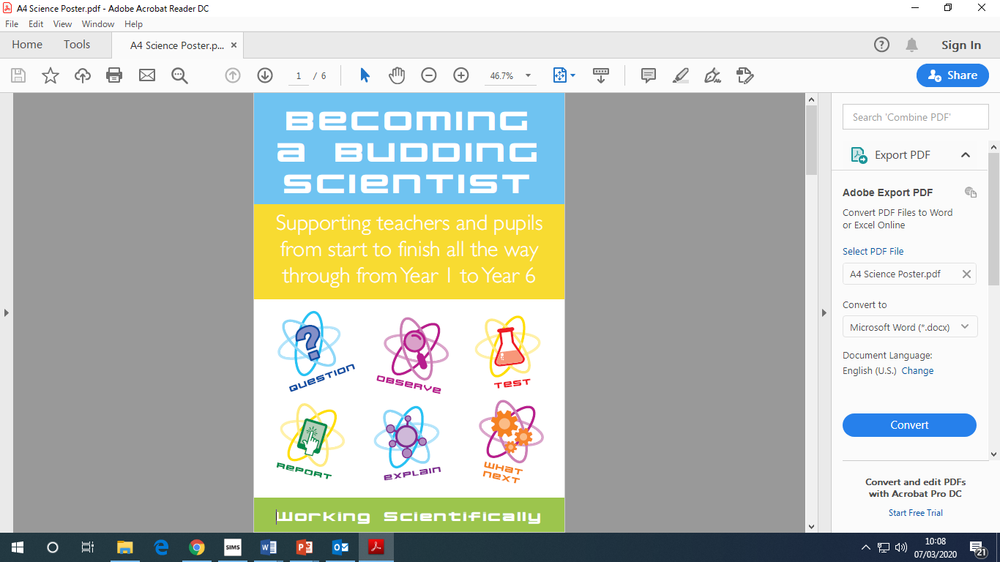 A4 Science Poster.pdf - Adobe Acrobat Reader DC
File Edit View Window Help
Home Tools A4 Science Poster.p... × Sign In
1 / 6 46.7% Share
BECOMING
A BUDDING
SCIENTIST
Supporting teachers and pupils
from start to finish all the way
through from Year 1 to Year 6
QUESTION OBSERVE TEST
REPORT EXPLAIN WHAT
NEXT
Working Scientifically
Search 'Combine PDF'
Export PDF
Adobe Export PDF
Convert PDF Files to Word
or Excel Online
Select PDF File
A4 Science Poster.pdf
Convert to
Microsoft Word (*.docx)
Document Language:
English (U.S.) Change
Convert
Convert and edit PDFs
with Acrobat Pro DC
Start Free Trial
SIMS
10:08
07/03/2020
21